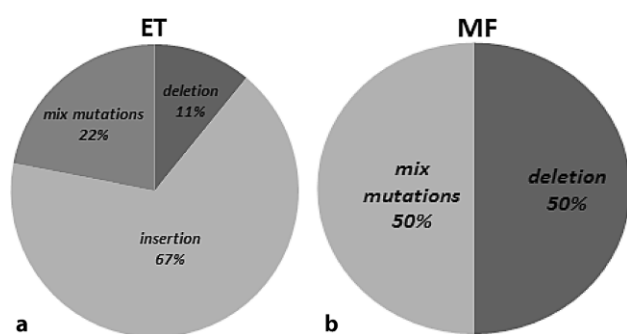 ET
deletion
11%
mix mutations
22%
insertion
67%
a
MF
mix
mutations
50%
deletion
50%
b